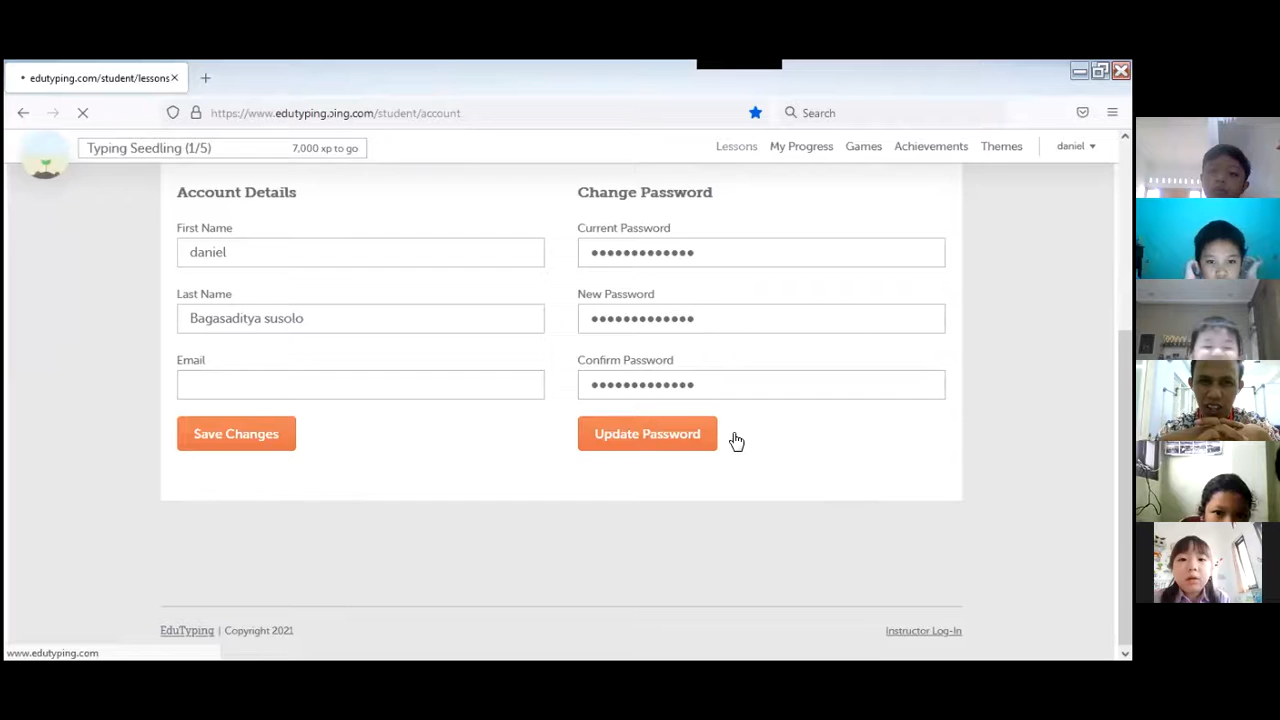 edutyping.com/student/lessons
https://www.edutyping.ping.com/student/account
Search
Typing Seedling (1/5)
7,000 xp to go
Lessons
My Progress
Games
Achievements
Themes
daniel
Account Details
First Name
daniel
Last Name
Bagasaditya susolo
Email
Save Changes
Change Password
Current Password
•••••••••••••
New Password
•••••••••••••
Confirm Password
•••••••••••••
Update Password
EduTyping | Copyright 2021
Instructor Log-In
www.edutyping.com